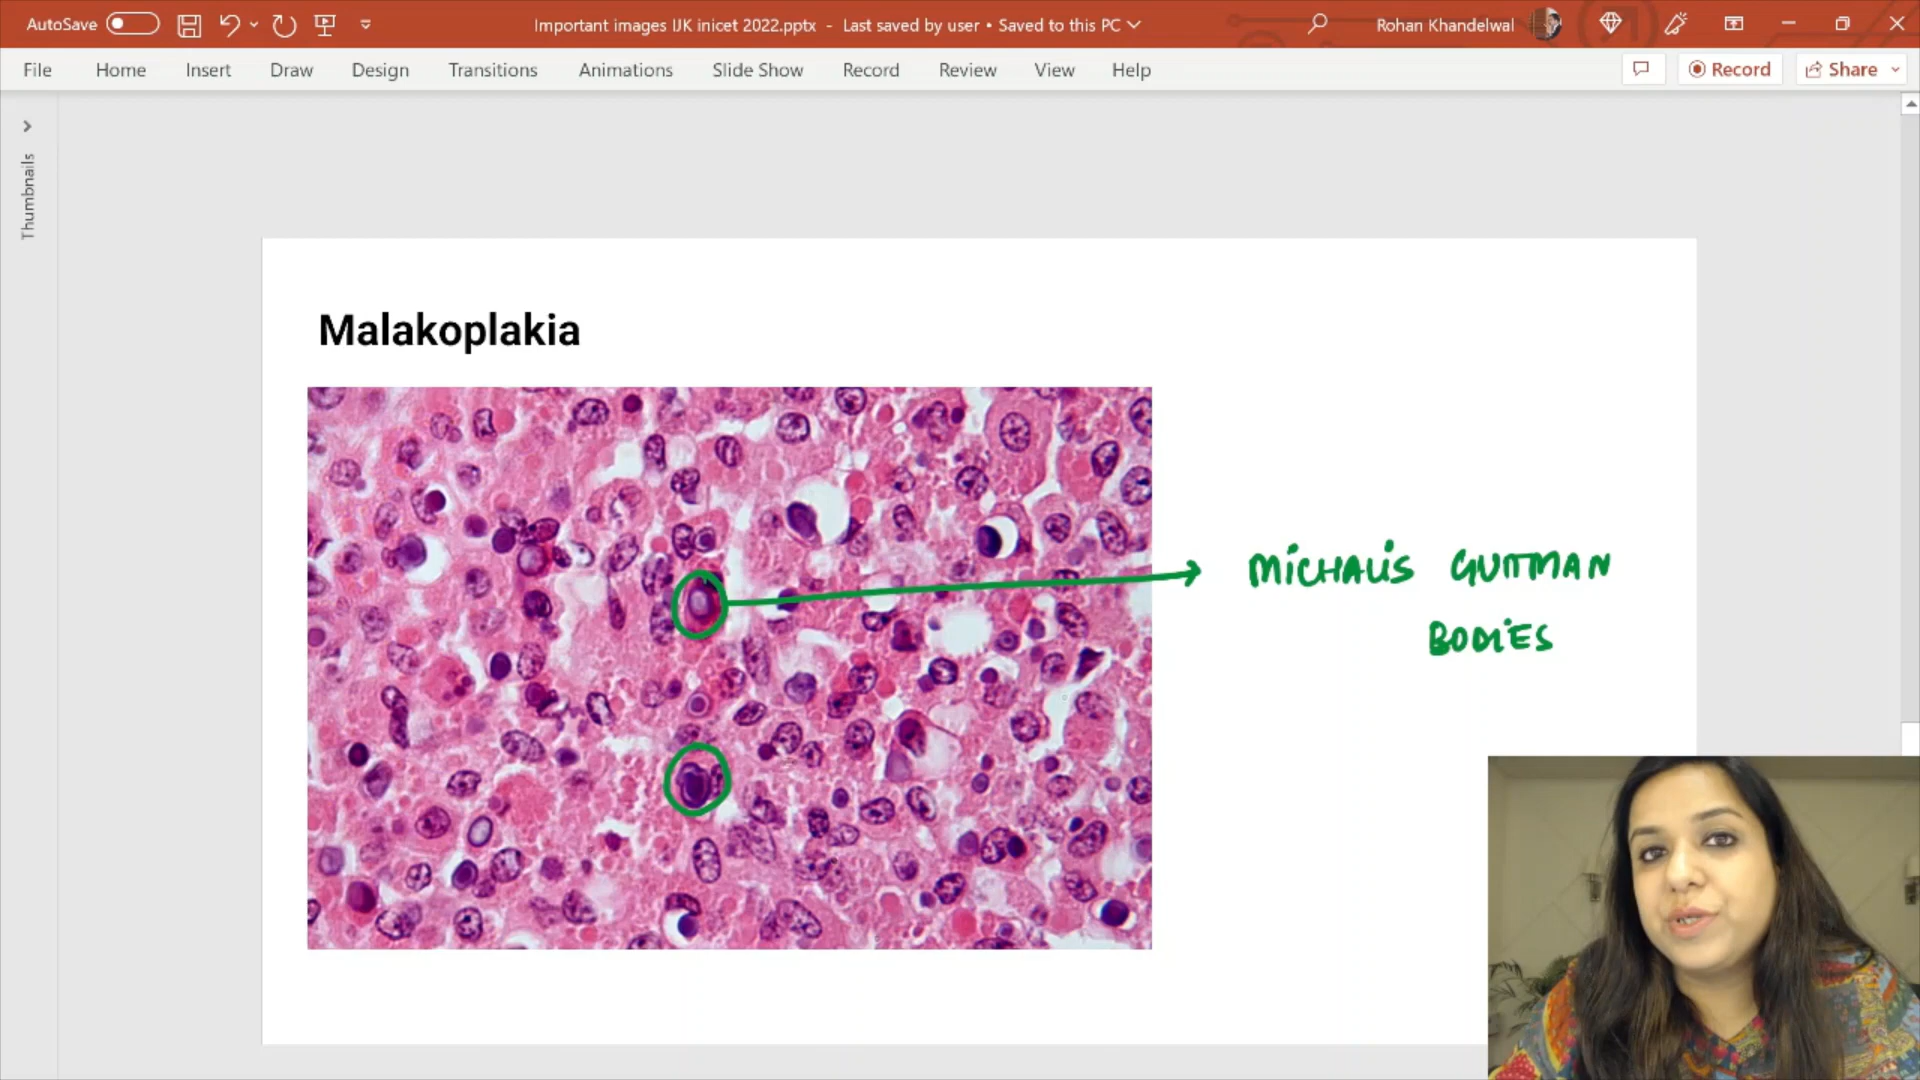 AutoSave
Important images IJK inicet 2022.pptx - Last saved by user • Saved to this PC
Rohan Khandelwal
File Home Insert Draw Design Transitions Animations Slide Show Record Review View Help
Record Share
Thumbnails
Malakoplakia
MICHALIS GUTTMAN
BODIES